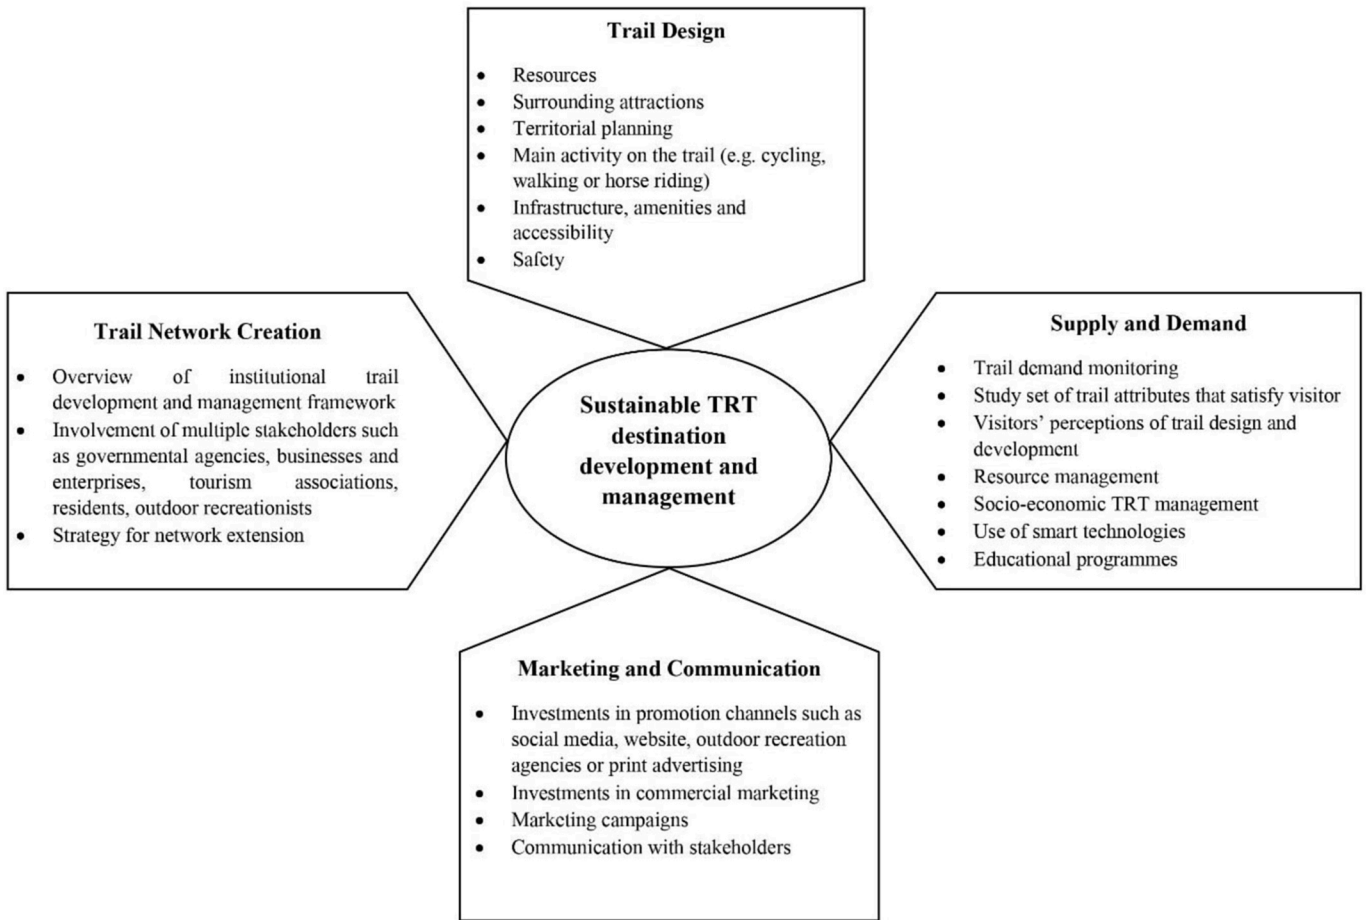 Trail Design
• Resources
• Surrounding attractions
• Territorial planning
• Main activity on the trail (e.g. cycling,
walking or horse riding)
• Infrastructure, amenities and
accessibility
• Safety
Trail Network Creation
• Overview of institutional trail
development and management framework
• Involvement of multiple stakeholders such
as governmental agencies, businesses and
enterprises, tourism associations,
residents, outdoor recreationists
• Strategy for network extension
Sustainable TRT
destination
development and
management
Supply and Demand
• Trail demand monitoring
• Study set of trail attributes that satisfy visitor
• Visitors’ perceptions of trail design and
development
• Resource management
• Socio-economic TRT management
• Use of smart technologies
• Educational programmes
Marketing and Communication
• Investments in promotion channels such as
social media, website, outdoor recreation
agencies or print advertising
• Investments in commercial marketing
• Marketing campaigns
• Communication with stakeholders